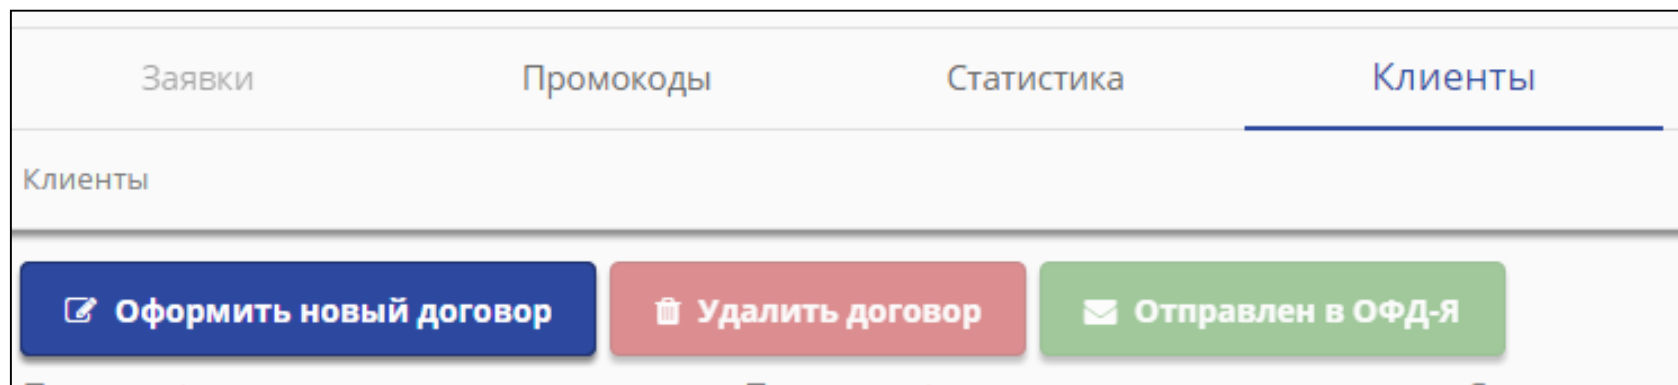 Заявки Промокоды Статистика Клиенты
Клиенты
Оформить новый договор Удалить договор Отправлен в ОФД-Я